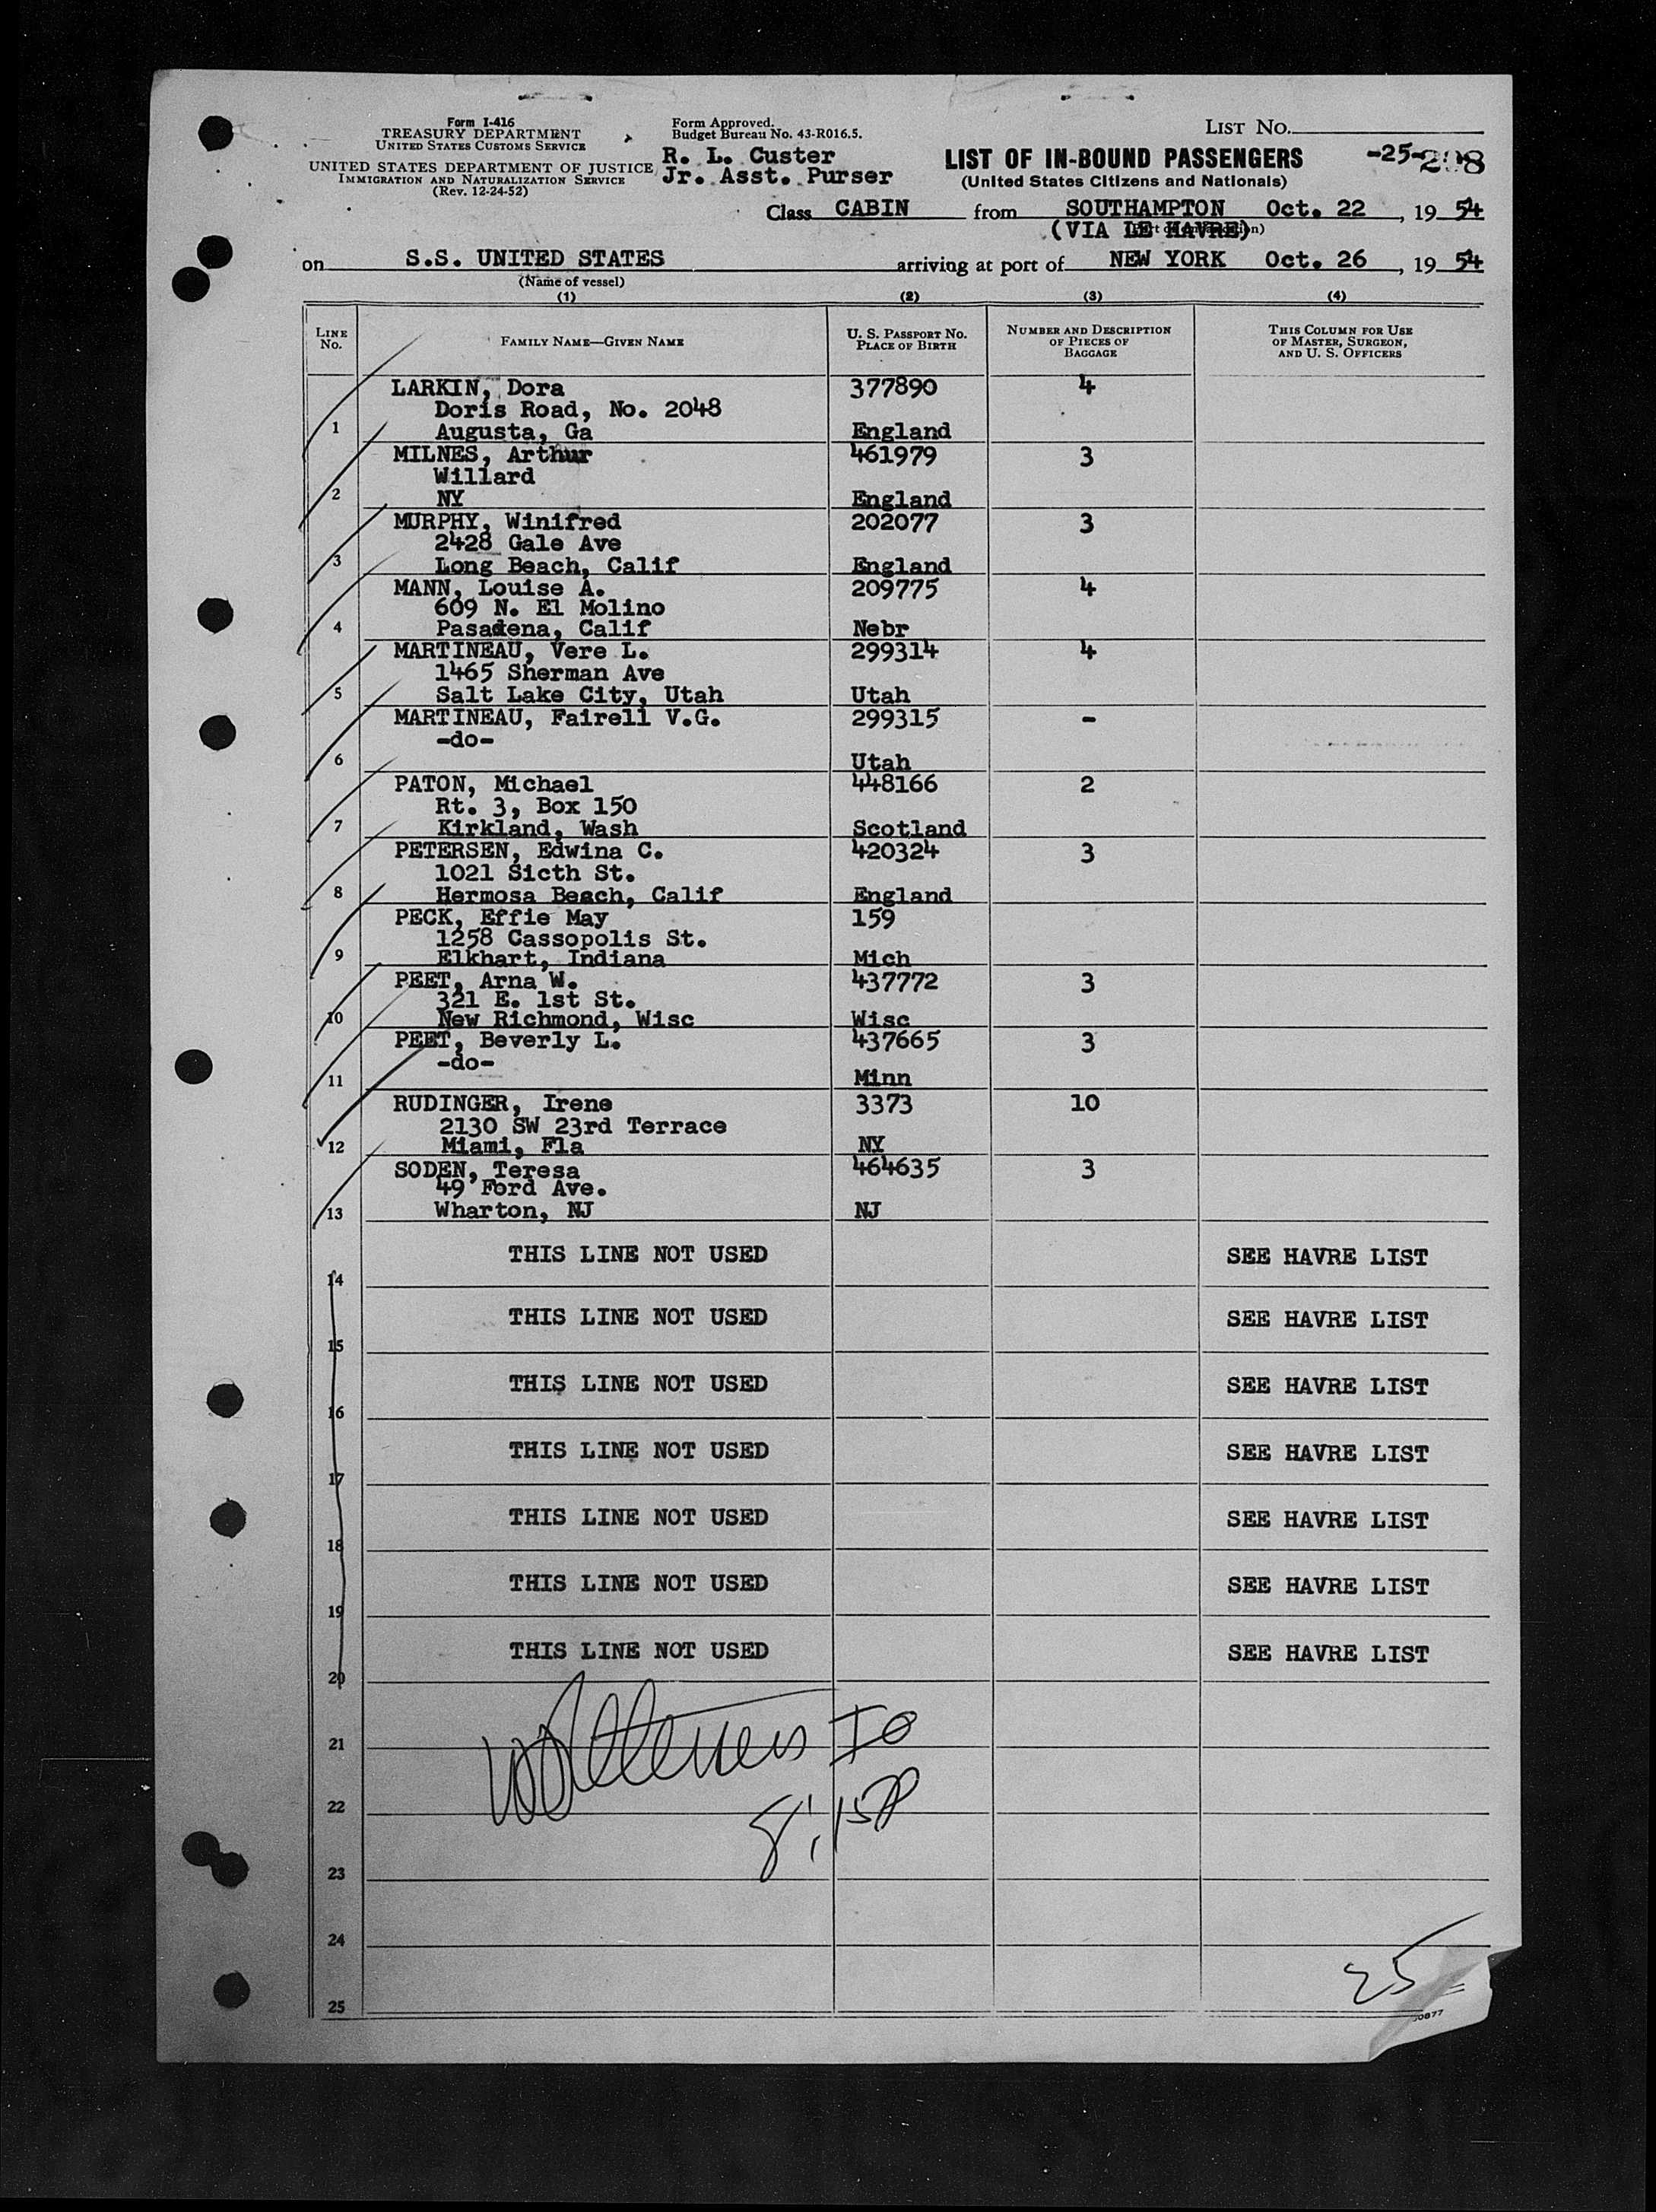 Form I-416
TREASURY DEPARTMENT
UNITED STATES CUSTOMS SERVICE
UNITED STATES DEPARTMENT OF JUSTICE
IMMIGRATION AND NATURALIZATION SERVICE
(Rev. 12-24-52)
Form Approved.
Budget Bureau No. 43-R016.5.
R. L. Custer
Jr. Asst. Purser
LIST NO.
LIST OF IN-BOUND PASSENGERS -25-
(United States Citizens and Nationals)
Class CABIN from SOUTHAMPTON Oct. 22, 1954
(VIA LE HAVRE)
on S.S. UNITED STATES arriving at port of NEW YORK Oct. 26, 1954
(Name of vessel)
(1) (2) (3) (4)
LINE No. FAMILY NAME—GIVEN NAME U. S. PASSPORT NO. PLACE OF BIRTH NUMBER AND DESCRIPTION OF PIECES OF BAGGAGE THIS COLUMN FOR USE OF MASTER, SURGEON, AND U. S. OFFICERS
LARKIN, Dora 377890 4
Doris Road, No. 2048
1 Augusta, Ga England
MILNES, Arthur 461979 3
Willard
2 NY England
MURPHY, Winifred 202077 3
2428 Gale Ave
3 Long Beach, Calif England
MANN, Louise A. 209775 4
609 N. El Molino
4 Pasadena, Calif Nebr
MARTINEAU, Vere L. 299314 4
1465 Sherman Ave
5 Salt Lake City, Utah Utah
MARTINEAU, Fairell V.G. 299315 -
-do-
6 Utah
PATON, Michael 448166 2
Rt. 3, Box 150
7 Kirkland, Wash Scotland
PETERSEN, Edwina C. 420324 3
1021 Sicth St.
8 Hermosa Beach, Calif England
PECK, Effie May 159
1258 Cassopolis St.
9 Elkhart, Indiana Mich
PEET, Arna W. 437772 3
321 E. 1st St.
10 New Richmond, Wisc Wisc
PEET, Beverly L. 437665 3
-do-
11 Minn
RUDINGER, Irene 3373 10
2130 SW 23rd Terrace
12 Miami, Fla NY
SODEN, Teresa 464635 3
49 Ford Ave.
13 Wharton, NJ NJ
THIS LINE NOT USED SEE HAVRE LIST
14
THIS LINE NOT USED SEE HAVRE LIST
15
THIS LINE NOT USED SEE HAVRE LIST
16
THIS LINE NOT USED SEE HAVRE LIST
17
THIS LINE NOT USED SEE HAVRE LIST
18
THIS LINE NOT USED SEE HAVRE LIST
19
THIS LINE NOT USED SEE HAVRE LIST
20
21
22
8:15P
23
24
25
25